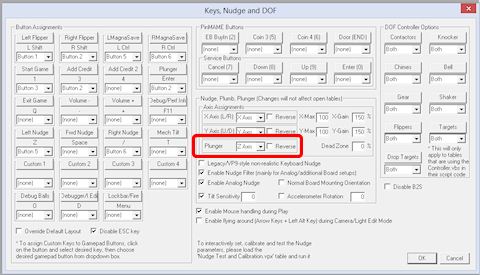 Keys, Nudge and DOF
Button Assignments
Left Flipper Right Flipper LMagnaSave RMagnaSave
L Shift R Shift L Ctrl R Ctrl
Button 1 Button 2 Button 5 Button 6
Start Game Add Credit Add Credit 2 Plunger
1 3 4 Enter
Button 3 (none) (none) Button 2
Exit Game Volume - Volume + Debug/Perf.Info
Q - + F11
(none) (none) (none) (none)
Left Nudge Fwd Nudge Right Nudge Mech Tilt
Z Space T
Button 5 (none) Button 6 (none)
Custom 1 Custom 2 Custom 3 Custom 4
(none) (none) (none) (none)
Debug Balls Debugger/I Edit Lockbar/Fire
O D Menu
(none) (none) (none) (none)
Override Default Layout Disable ESC key
* To assign Custom Keys to Gamepad Buttons, click
on the button and select desired key, then choose
desired gamepad button from dropdown box.
PinMAME Buttons
EB BuyIn (2) Coin 3 (5) Coin 4 (6) Door (END)
(none) (none) (none) (none)
Service Buttons
Cancel (7) Down (8) Up (9) Enter (0)
(none) (none) (none) (none)
Nudge, Plumb, Plunger (Changes will not affect open tables)
Axis Assignments
X Axis (L/R) X Axis Reverse X-Max 100 X-Gain 150 %
Y Axis (U/D) Y Axis Reverse Y-Max 100 Y-Gain 150 %
Plunger Z Axis Reverse Dead Zone 0 %
Legacy/VP9-style non-realistic Keyboard Nudge
Enable Nudge Filter (mainly for Analog/additional Board setups)
Enable Analog Nudge Normal Board Mounting Orientation
Tilt Sensitivity 0 Accelerometer Rotation 0
Enable Mouse handling during Play
Enable flying around (Arrow Keys + Left Alt Key) during Camera/Light Edit Mode
To interactively set, calibrate and test the Nudge
parameters, please load the
'Nudge Test and Calibration.vpx' table and run it
DOF Controller Options
Contactors Knocker
Both Both
Chimes Bell
Both Both
Gear Shaker
Both Both
Flippers Targets
Both Both
Drop Targets
Both
* This will only
apply to tables
that are using
the Controller.
vbs in their
script code
Disable B2S
OK Cancel